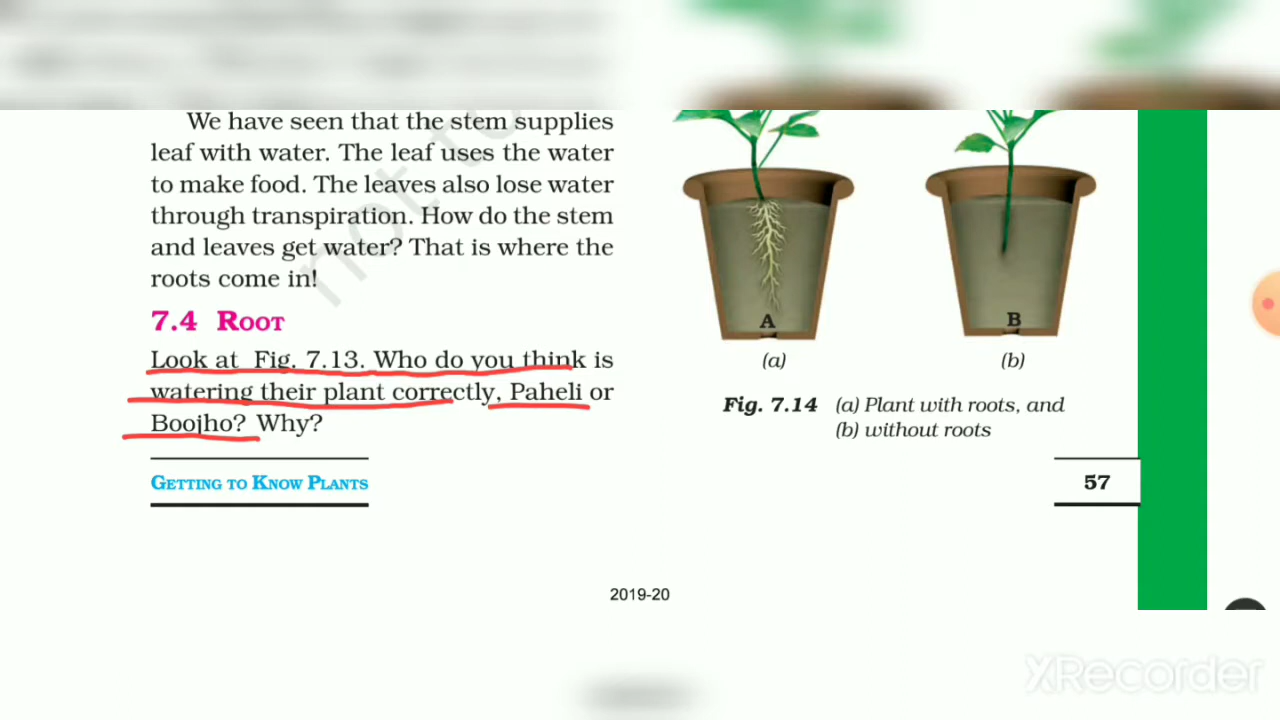 We have seen that the stem supplies
leaf with water. The leaf uses the water
to make food. The leaves also lose water
through transpiration. How do the stem
and leaves get water? That is where the
roots come in!
7.4 ROOT
Look at Fig. 7.13. Who do you think is
watering their plant correctly, Paheli or
Boojho? Why?
GETTING TO KNOW PLANTS
A
B
(a)
(b)
Fig. 7.14 (a) Plant with roots, and
(b) without roots
57
2019-20
XRecorder